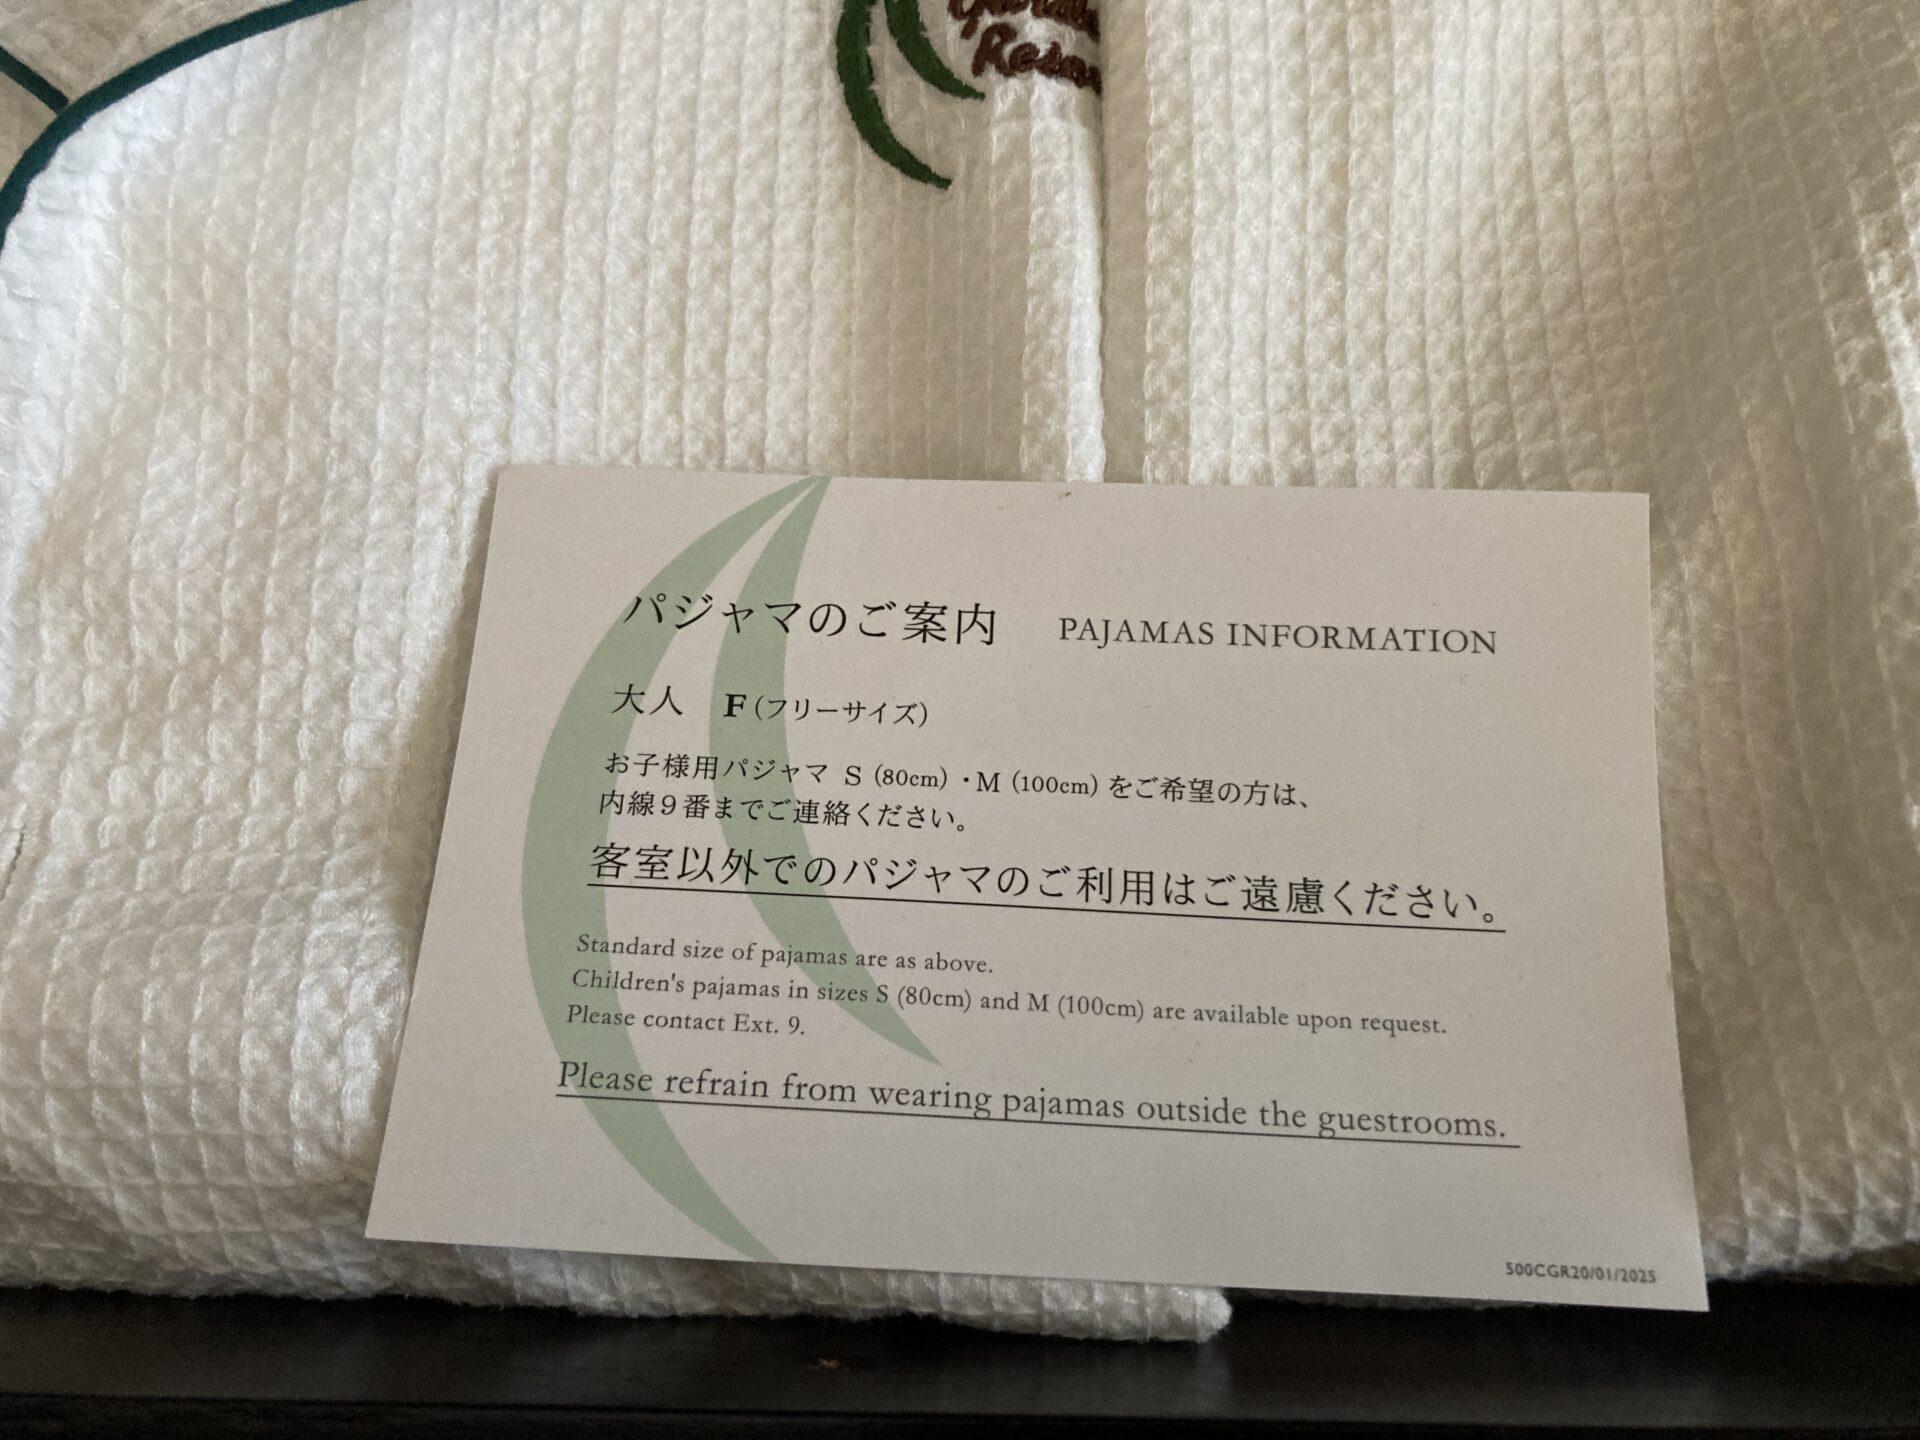 Resor
パジャマのご案内 PAJAMAS INFORMATION
大人 F（フリーサイズ）
お子様用パジャマ S（80cm）・M（100cm）をご希望の方は、
内線９番までご連絡ください。
客室以外でのパジャマのご利用はご遠慮ください。
Standard size of pajamas are as above.
Children's pajamas in sizes S (80cm) and M (100cm) are available upon request.
Please contact Ext. 9.
Please refrain from wearing pajamas outside the guestrooms.
500CGR20/01/2025